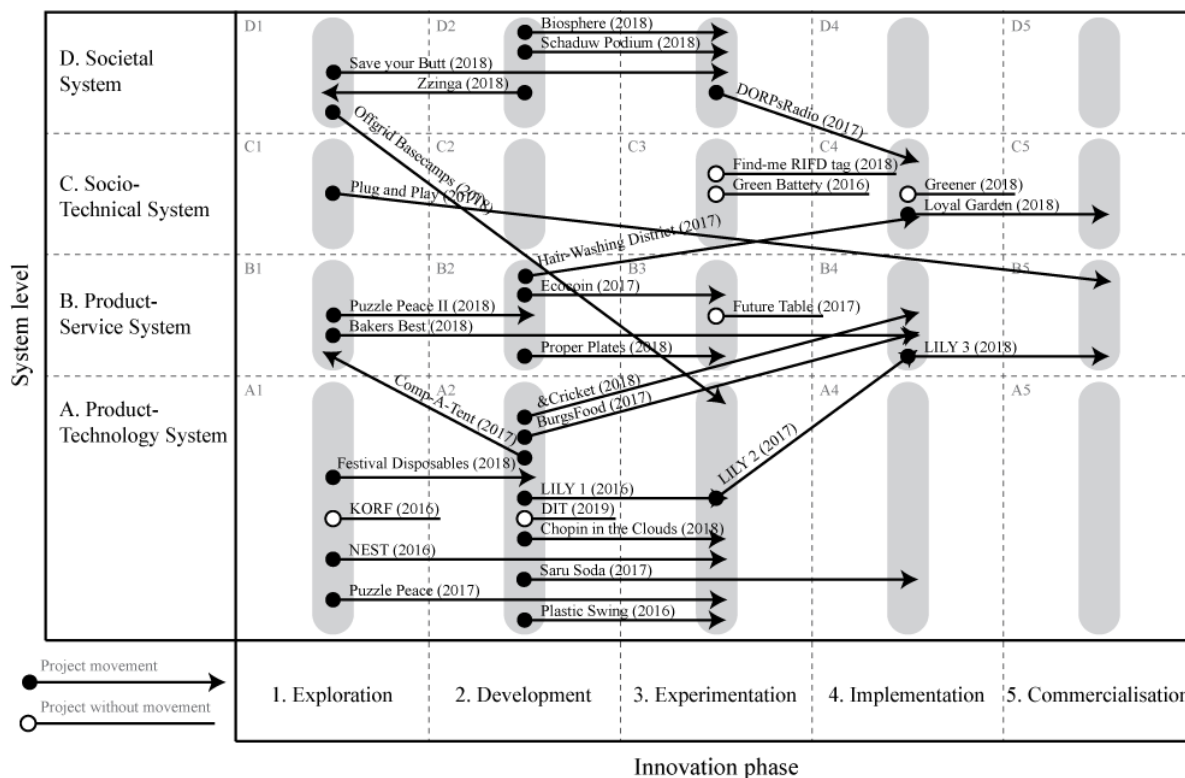 D1
D2
D4
D5
D. Societal
System
Biosphere (2018)
Schaduw Podium (2018)
Save your Butt (2018)
Zzinga (2018)
DORPsRadio (2017)
Offgrid Basecamps
C1
C2
C3
C4
C5
C. Socio-
Technical System
Find-me RIFD tag (2018)
Green Battery (2016)
Greener (2018)
Loyal Garden (2018)
Plug and Play
Hair-Washing District (2017)
B1
B2
B3
B4
B5
B. Product-
Service System
Ecocoin (2017)
Puzzle Peace II (2018)
Future Table (2017)
Bakers Best (2018)
Proper Plates (2018)
LILY 3 (2018)
A1
A2
A4
A5
A. Product-
Technology System
Comp-A-Tent (2017)
&Cricket (2018)
BurgsFood (2017)
LILY 2 (2017)
Festival Disposables (2018)
LILY 1 (2016)
KORF (2016)
DIT (2019)
Chopin in the Clouds (2018)
NEST (2016)
Saru Soda (2017)
Puzzle Peace (2017)
Plastic Swing (2016)
System level
Project movement
Project without movement
1. Exploration
2. Development
3. Experimentation
4. Implementation
5. Commercialisation
Innovation phase